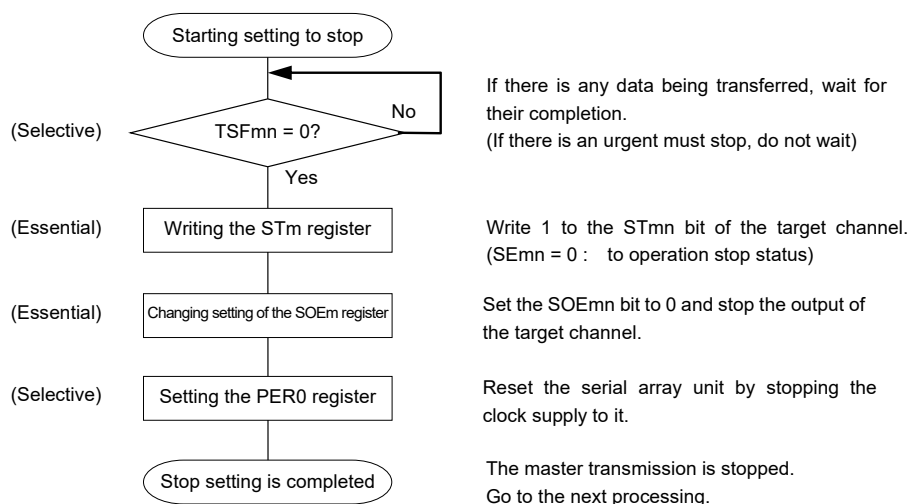 Starting setting to stop
If there is any data being transferred, wait for
their completion.
(If there is an urgent must stop, do not wait)
No
(Selective)
TSFmn = 0?
Yes
(Essential)
Writing the STm register
Write 1 to the STmn bit of the target channel.
(SEmn = 0 : to operation stop status)
(Essential)
Changing setting of the SOEm register
Set the SOEmn bit to 0 and stop the output of
the target channel.
(Selective)
Setting the PER0 register
Reset the serial array unit by stopping the
clock supply to it.
Stop setting is completed
The master transmission is stopped.
Go to the next processing.